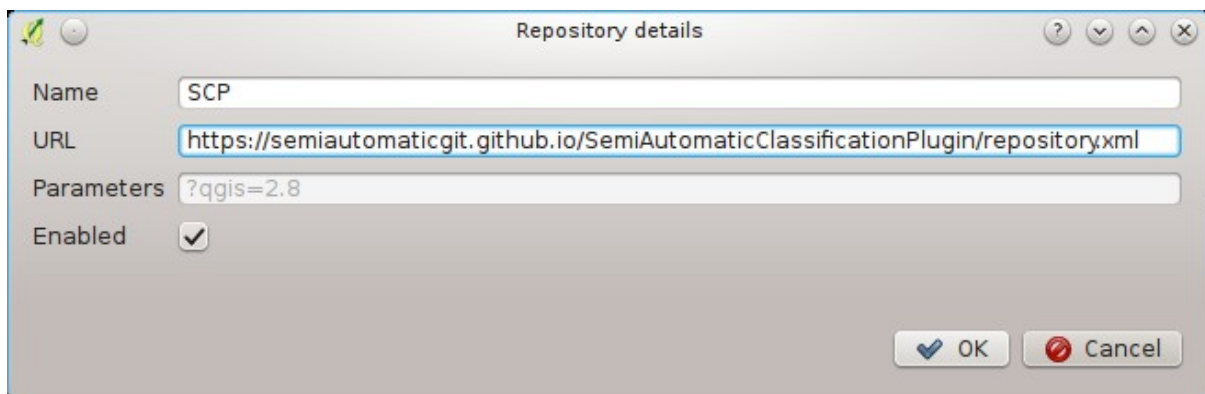 Repository details
Name SCP
URL https://semiautomaticgit.github.io/SemiAutomaticClassificationPlugin/repository.xml
Parameters ?qgis=2.8
Enabled
OK Cancel